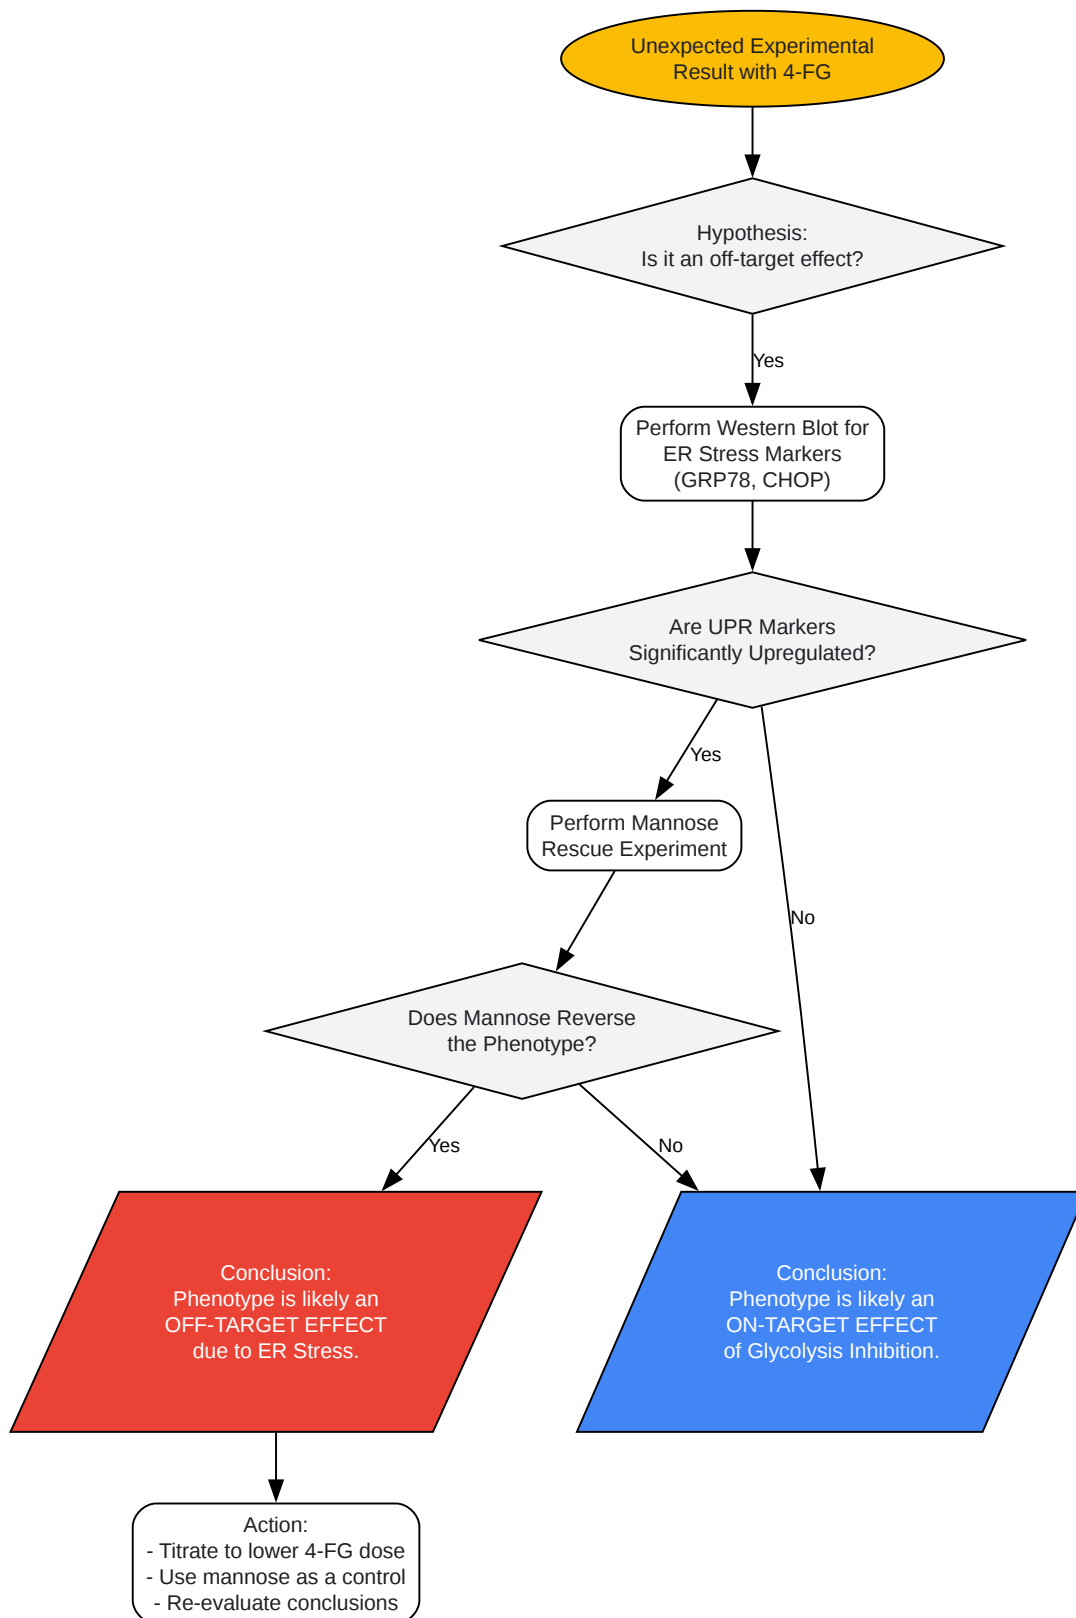 Unexpected Experimental
Result with 4-FG
Hypothesis:
Is it an off-target effect?
Yes
Perform Western Blot for
ER Stress Markers
(GRP78, CHOP)
Are UPR Markers
Significantly Upregulated?
Yes
Perform Mannose
Rescue Experiment
No
Does Mannose Reverse
the Phenotype?
Yes
No
Conclusion:
Phenotype is likely an
OFF-TARGET EFFECT
due to ER Stress.
Conclusion:
Phenotype is likely an
ON-TARGET EFFECT
of Glycolysis Inhibition.
Action:
- Titrate to lower 4-FG dose
- Use mannose as a control
- Re-evaluate conclusions